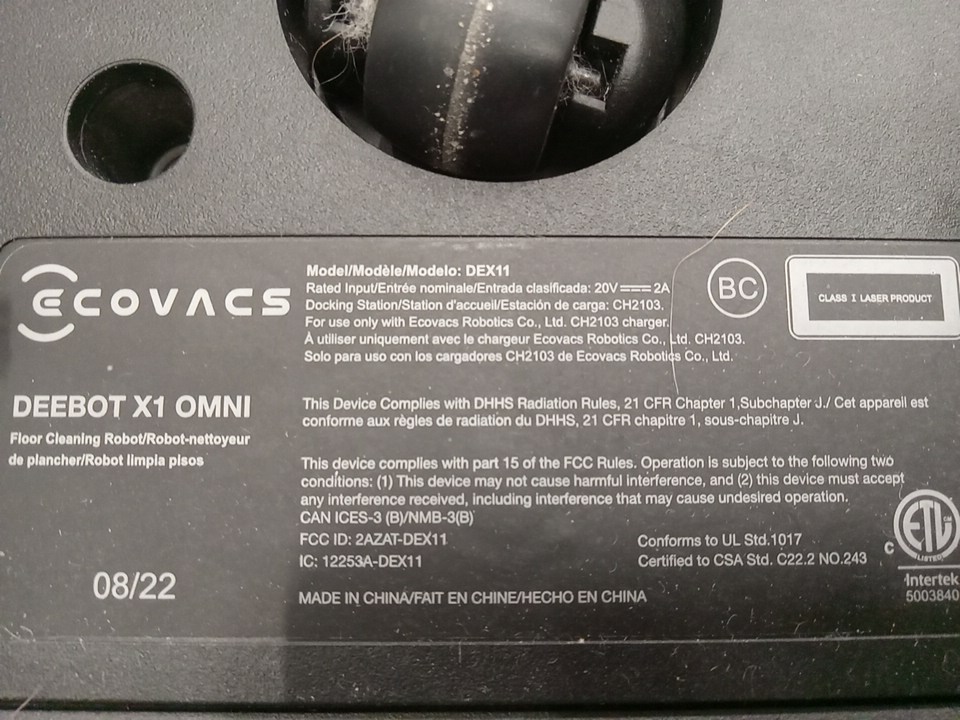 ECOVACS
DEEBOT X1 OMNI
Floor Cleaning Robot/Robot-nettoyeur
de plancher/Robot limpia pisos
08/22
Model/Modèle/Modelo: DEX11
Rated Input/Entrée nominale/Entrada clasificada: 20V⎓2A
Docking Station/Station d'accueil/Estación de carga: CH2103.
For use only with Ecovacs Robotics Co., Ltd. CH2103 charger.
À utiliser uniquement avec le chargeur Ecovacs Robotics Co., Ltd. CH2103.
Solo para uso con los cargadores CH2103 de Ecovacs Robotics Co., Ltd.
BC
CLASS I LASER PRODUCT
This Device Complies with DHHS Radiation Rules, 21 CFR Chapter 1,Subchapter J./ Cet appareil est
conforme aux règles de radiation du DHHS, 21 CFR chapitre 1, sous-chapitre J.
This device complies with part 15 of the FCC Rules. Operation is subject to the following two
conditions: (1) This device may not cause harmful interference, and (2) this device must accept
any interference received, including interference that may cause undesired operation.
CAN ICES-3 (B)/NMB-3(B)
FCC ID: 2AZAT-DEX11
IC: 12253A-DEX11
Conforms to UL Std.1017
Certified to CSA Std. C22.2 NO.243
MADE IN CHINA/FAIT EN CHINE/HECHO EN CHINA
C ETL CM
LISTED
Intertek
5003840